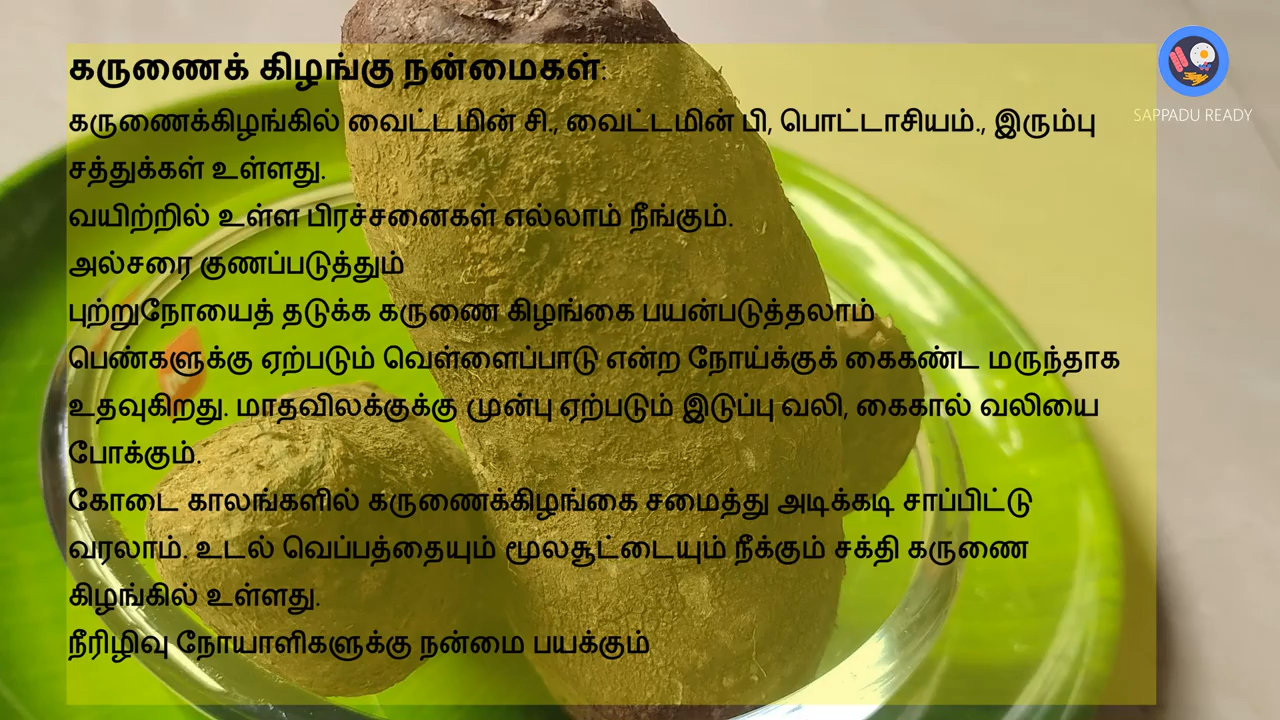 கருணைக் கிழங்கு நன்மைகள்:
SAPPADU READY
கருணைக்கிழங்கில் வைட்டமின் சி., வைட்டமின் பி, பொட்டாசியம்., இரும்பு
சத்துக்கள் உள்ளது.
வயிற்றில் உள்ள பிரச்சனைகள் எல்லாம் நீங்கும்.
அல்சரை குணப்படுத்தும்
புற்றுநோயைத் தடுக்க கருணை கிழங்கை பயன்படுத்தலாம்
பெண்களுக்கு ஏற்படும் வெள்ளைப்பாடு என்ற நோய்க்குக் கைகண்ட மருந்தாக
உதவுகிறது. மாதவிலக்குக்கு முன்பு ஏற்படும் இடுப்பு வலி, கைகால் வலியை
போக்கும்.
கோடை காலங்களில் கருணைக்கிழங்கை சமைத்து அடிக்கடி சாப்பிட்டு
வரலாம். உடல் வெப்பத்தையும் மூலசூட்டையும் நீக்கும் சக்தி கருணை
கிழங்கில் உள்ளது.
நீரிழிவு நோயாளிகளுக்கு நன்மை பயக்கும்